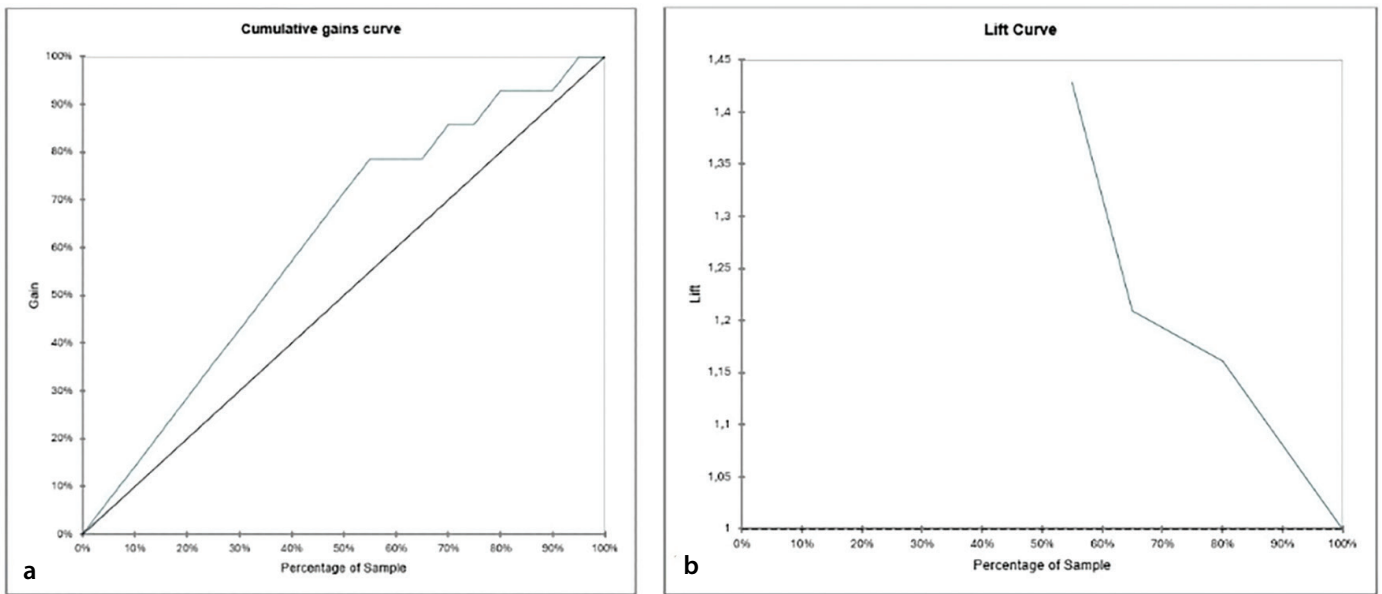 Cumulative gains curve
100%
90%
80%
70%
60%
50%
40%
30%
20%
10%
0%
Gain
0% 10% 20% 30% 40% 50% 60% 70% 80% 90% 100%
Percentage of Sample
a
Lift Curve
1,45
1,4
1,35
1,3
1,25
1,2
1,15
1,1
1,05
1
Lift
0% 10% 20% 30% 40% 50% 60% 70% 80% 90% 100%
Percentage of Sample
b